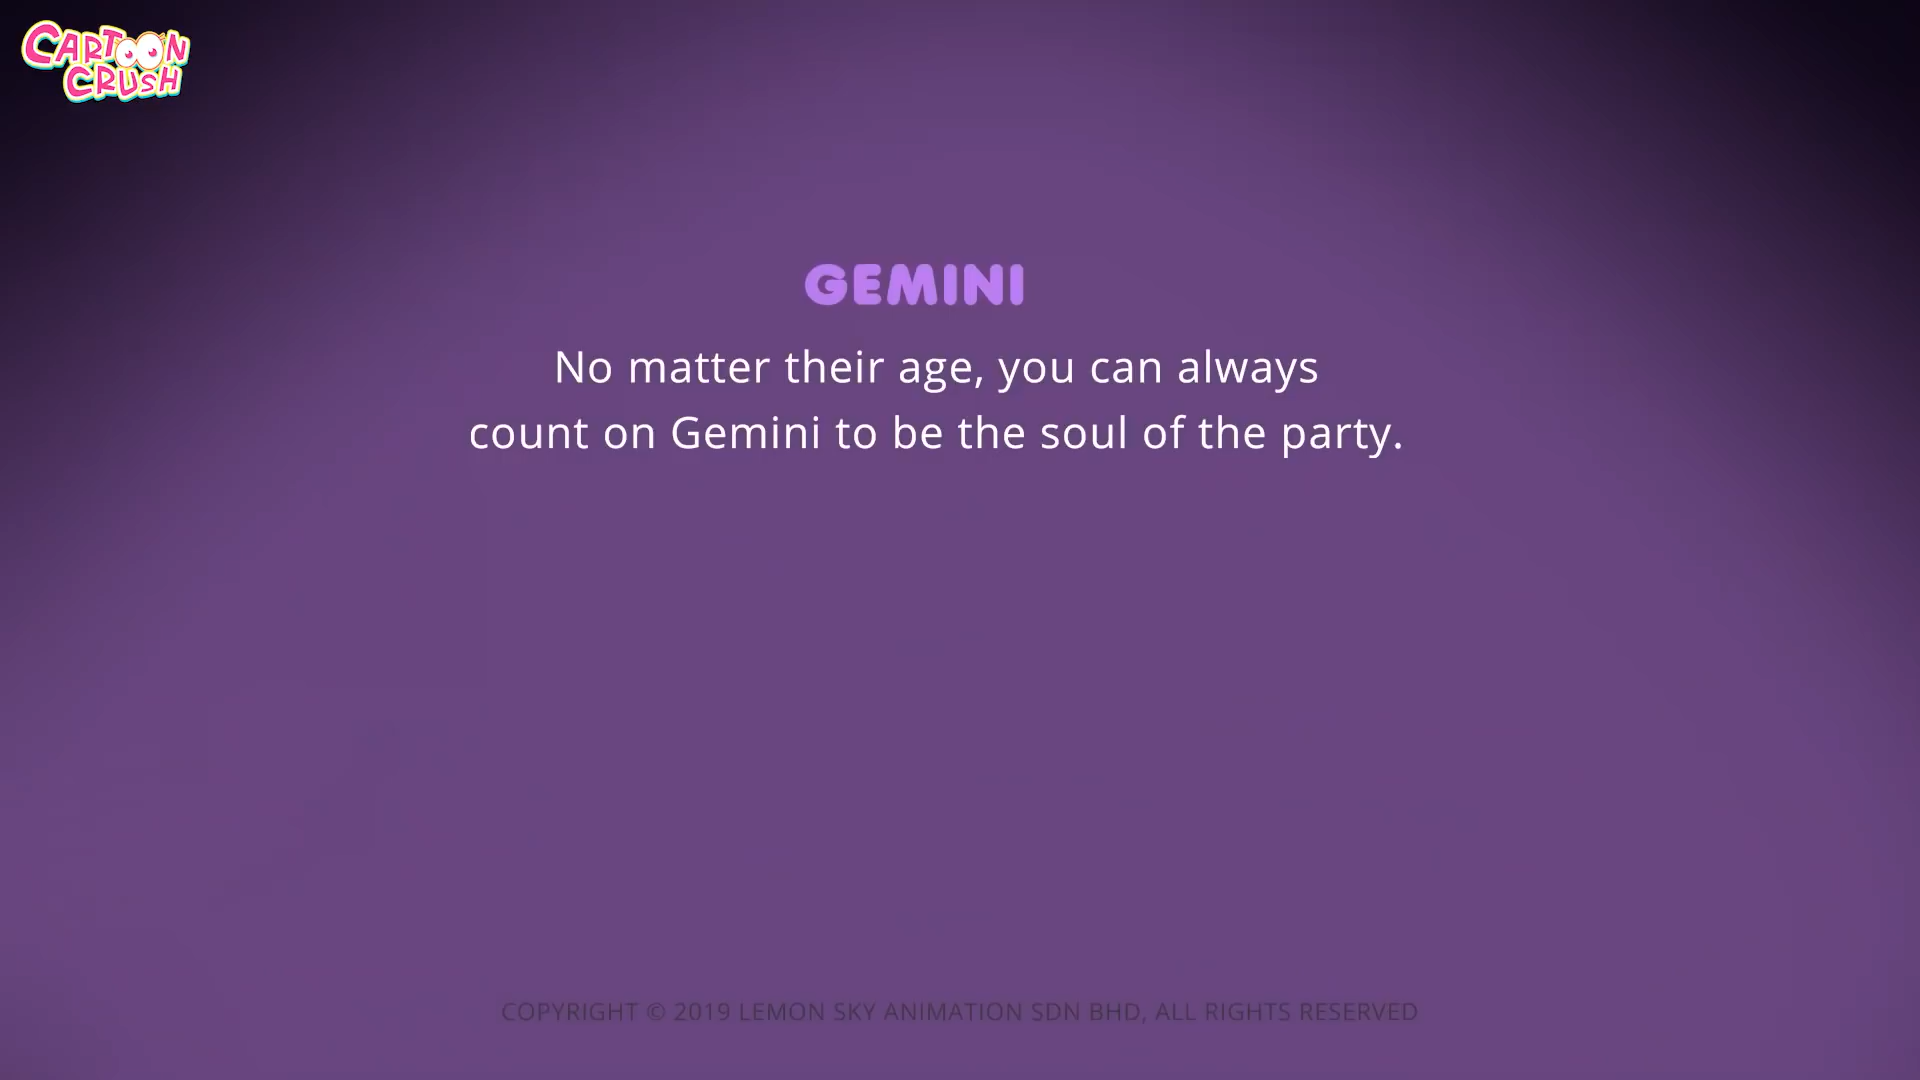 CARTOON
CRUSH
GEMINI
No matter their age, you can always
count on Gemini to be the soul of the party.
COPYRIGHT © 2019 LEMON SKY ANIMATION SDN BHD, ALL RIGHTS RESERVED